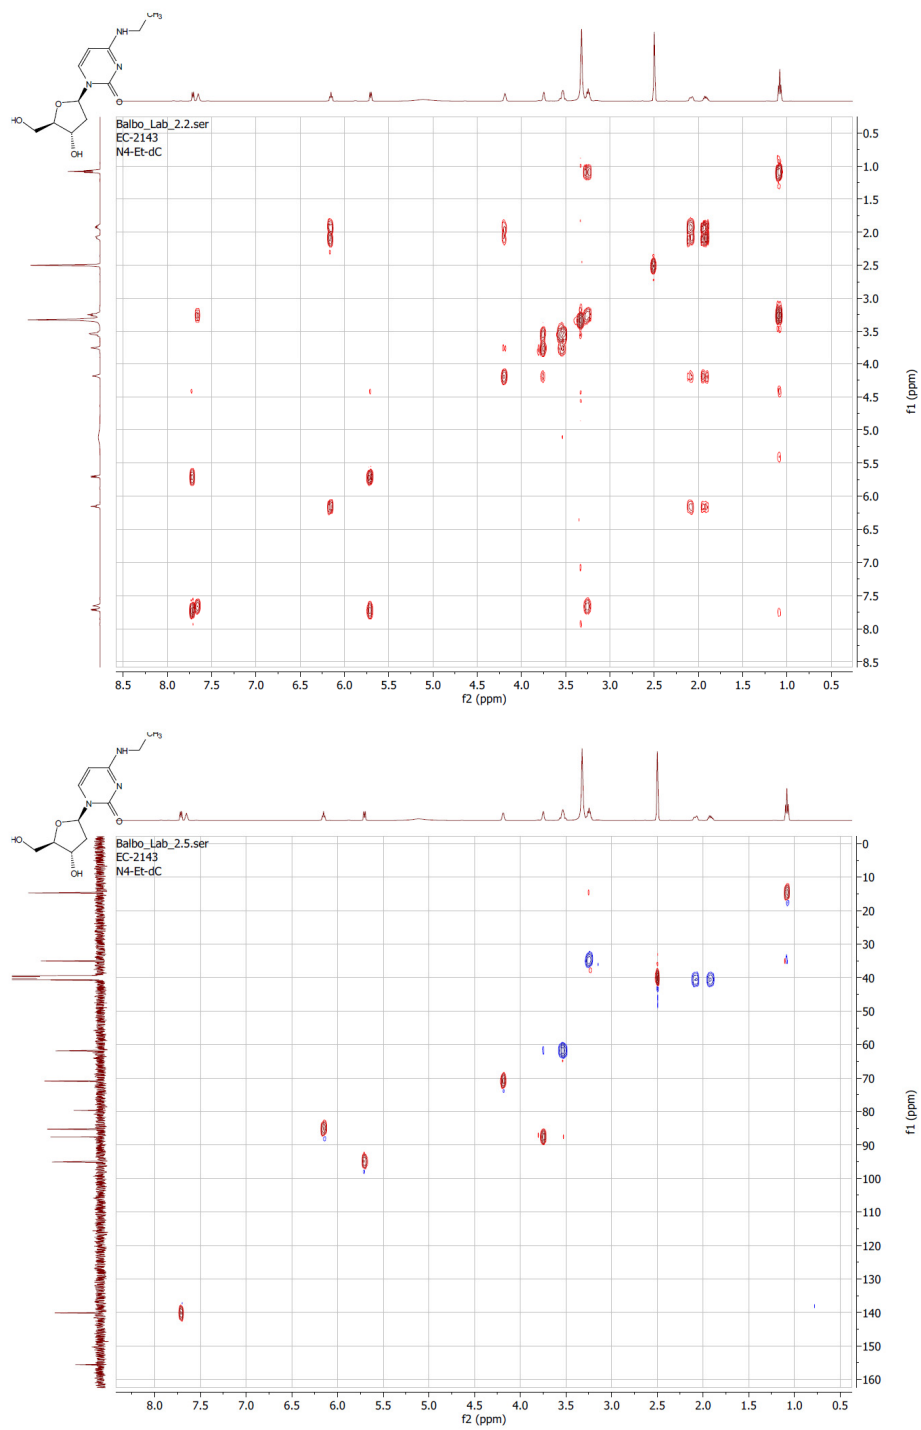 CH₃
NH
N
N
O
O
HO
OH
Balbo_Lab_2.2.ser
EC-2143
N4-Et-dC
0.5
1.0
1.5
2.0
2.5
3.0
3.5
4.0
4.5
5.0
5.5
6.0
6.5
7.0
7.5
8.0
8.5
f1 (ppm)
8.5 8.0 7.5 7.0 6.5 6.0 5.5 5.0 4.5 4.0 3.5 3.0 2.5 2.0 1.5 1.0 0.5
f2 (ppm)
CH₃
NH
N
N
O
O
HO
OH
Balbo_Lab_2.5.ser
EC-2143
N4-Et-dC
0
10
20
30
40
50
60
70
80
90
100
110
120
130
140
150
160
f1 (ppm)
8.0 7.5 7.0 6.5 6.0 5.5 5.0 4.5 4.0 3.5 3.0 2.5 2.0 1.5 1.0 0.5
f2 (ppm)